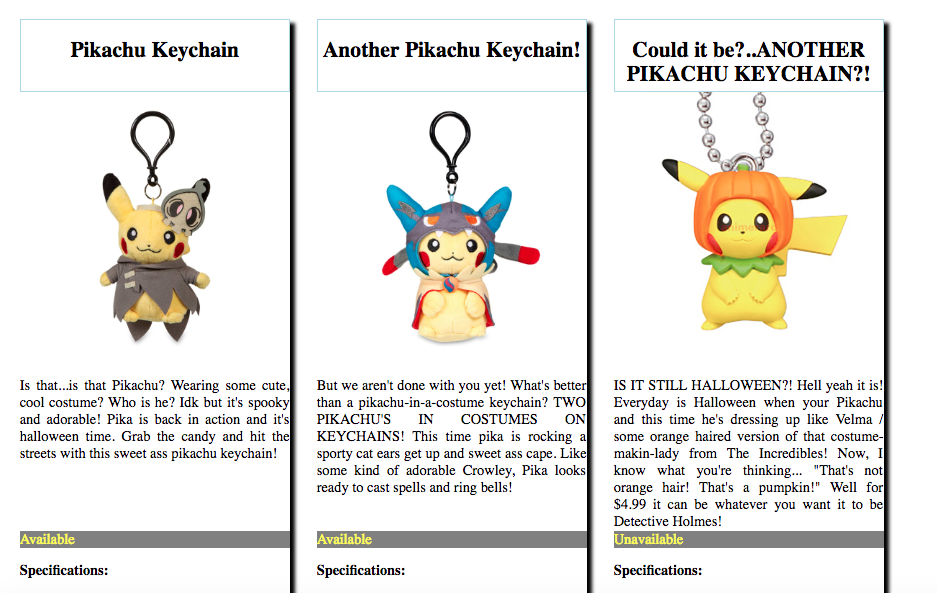 Pikachu Keychain
Is that...is that Pikachu? Wearing some cute,
cool costume? Who is he? Idk but it's spooky
and adorable! Pika is back in action and it's
halloween time. Grab the candy and hit the
streets with this sweet ass pikachu keychain!
Available
Specifications:
Another Pikachu Keychain!
But we aren't done with you yet! What's better
than a pikachu-in-a-costume keychain? TWO
PIKACHU'S IN COSTUMES ON
KEYCHAINS! This time pika is rocking a
sporty cat ears get up and sweet ass cape. Like
some kind of adorable Crowley, Pika looks
ready to cast spells and ring bells!
Available
Specifications:
Could it be?..ANOTHER
PIKACHU KEYCHAIN?!
IS IT STILL HALLOWEEN?! Hell yeah it is!
Everyday is Halloween when your Pikachu
and this time he's dressing up like Velma /
some orange haired version of that costume-
makin-lady from The Incredibles! Now, I
know what you're thinking... "That's not
orange hair! That's a pumpkin!" Well for
$4.99 it can be whatever you want it to be
Detective Holmes!
Unavailable
Specifications: